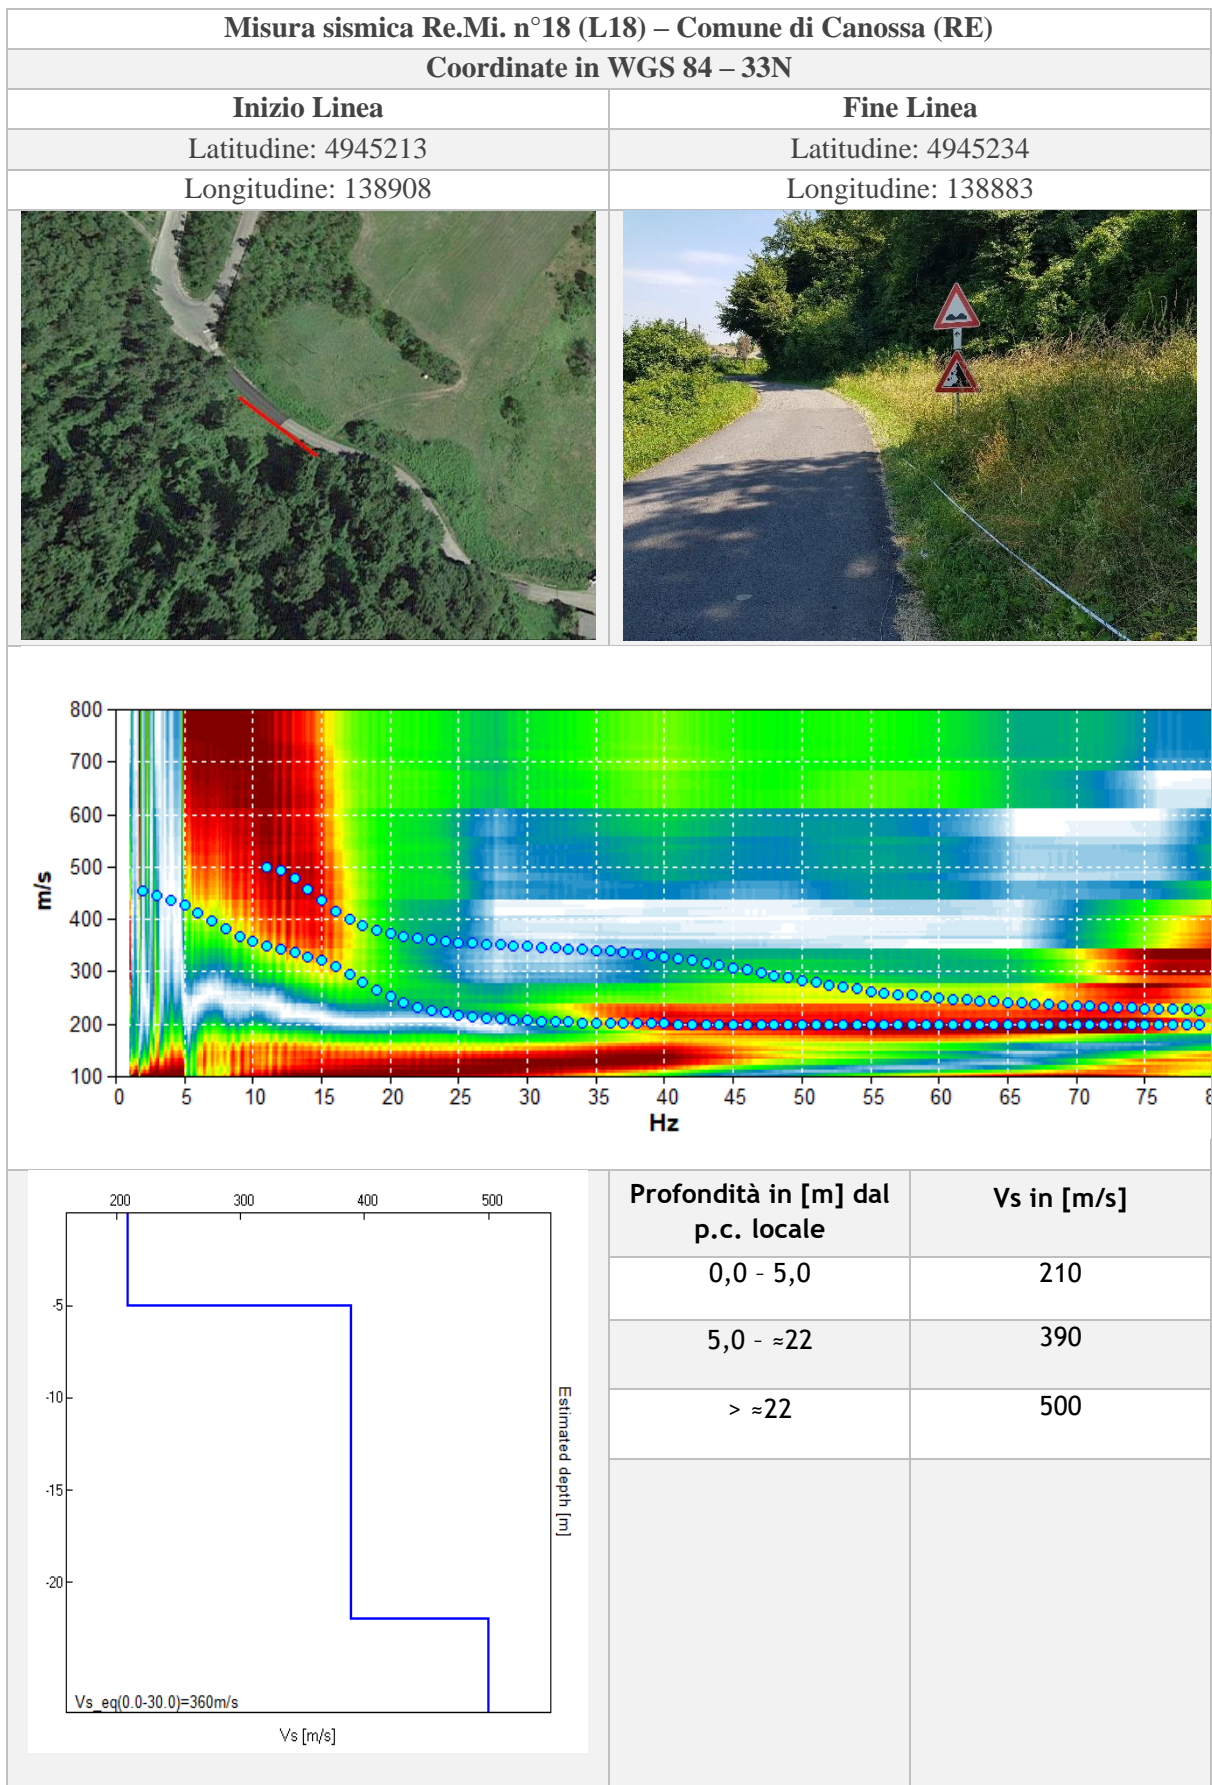 Misura sismica Re.Mi. n°18 (L18) – Comune di Canossa (RE)
Coordinate in WGS 84 – 33N
Inizio Linea
Fine Linea
Latitudine: 4945213
Latitudine: 4945234
Longitudine: 138908
Longitudine: 138883
800
700
600
500
400
300
200
100
m/s
0 5 10 15 20 25 30 35 40 45 50 55 60 65 70 75 8
Hz
200 300 400 500
-5
-10
-15
-20
Estimated depth [m]
Vs_eq(0.0-30.0)=360m/s
Vs [m/s]
Profondità in [m] dal
p.c. locale
Vs in [m/s]
0,0 – 5,0
210
5,0 – ≈22
390
> ≈22
500